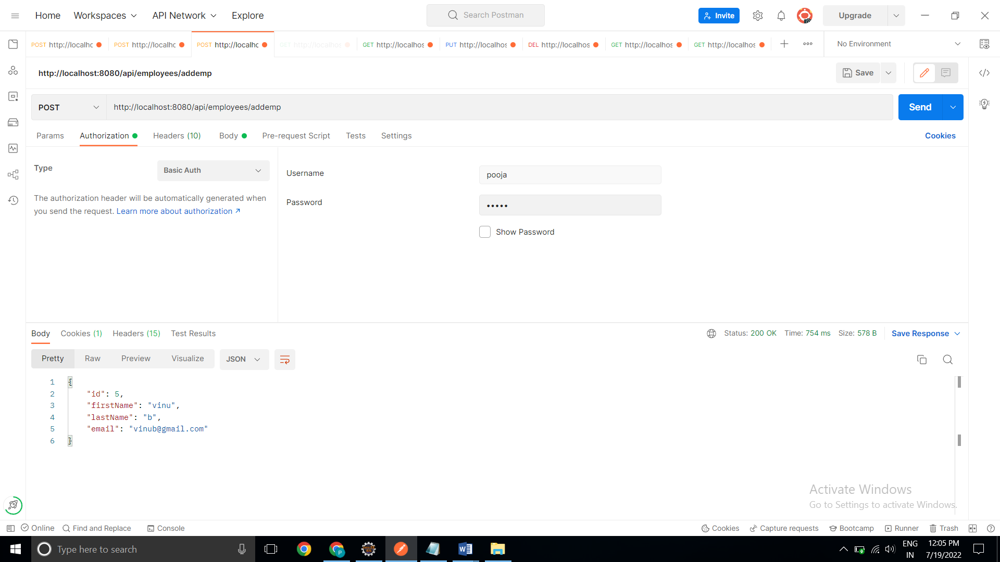 Home Workspaces API Network Explore Search Postman Invite Upgrade
POST http://localhc POST http://localhc POST http://localhc GET http://localhos GET http://localhos PUT http://localhos DEL http://localhos GET http://localhos GET http://localhos No Environment
http://localhost:8080/api/employees/addemp Save
POST http://localhost:8080/api/employees/addemp Send
Params Authorization Headers (10) Body Pre-request Script Tests Settings Cookies
Type Basic Auth
The authorization header will be automatically generated when
you send the request. Learn more about authorization ↗
Username pooja
Password •••••
Show Password
Body Cookies (1) Headers (15) Test Results Status: 200 OK Time: 754 ms Size: 578 B Save Response
Pretty Raw Preview Visualize JSON
1 {
2 "id": 5,
3 "firstName": "vinu",
4 "lastName": "b",
5 "email": "vinub@gmail.com"
6 }
Activate Windows
Go to Settings to activate Windows.
Online Find and Replace Console Cookies Capture requests Bootcamp Runner Trash
Type here to search P W ENG 12:05 PM
IN 7/19/2022